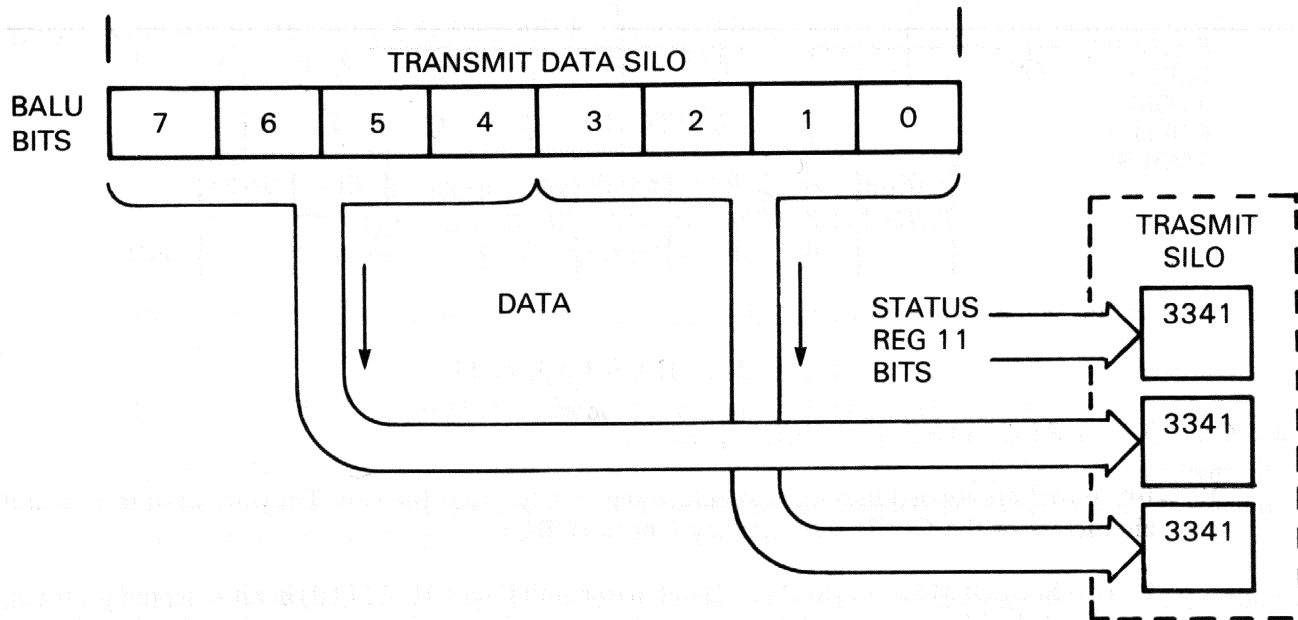 TRANSMIT DATA SILO
BALU
BITS
7 6 5 4 3 2 1 0
TRASMIT
SILO
DATA
STATUS
REG 11
BITS
3341
3341
3341